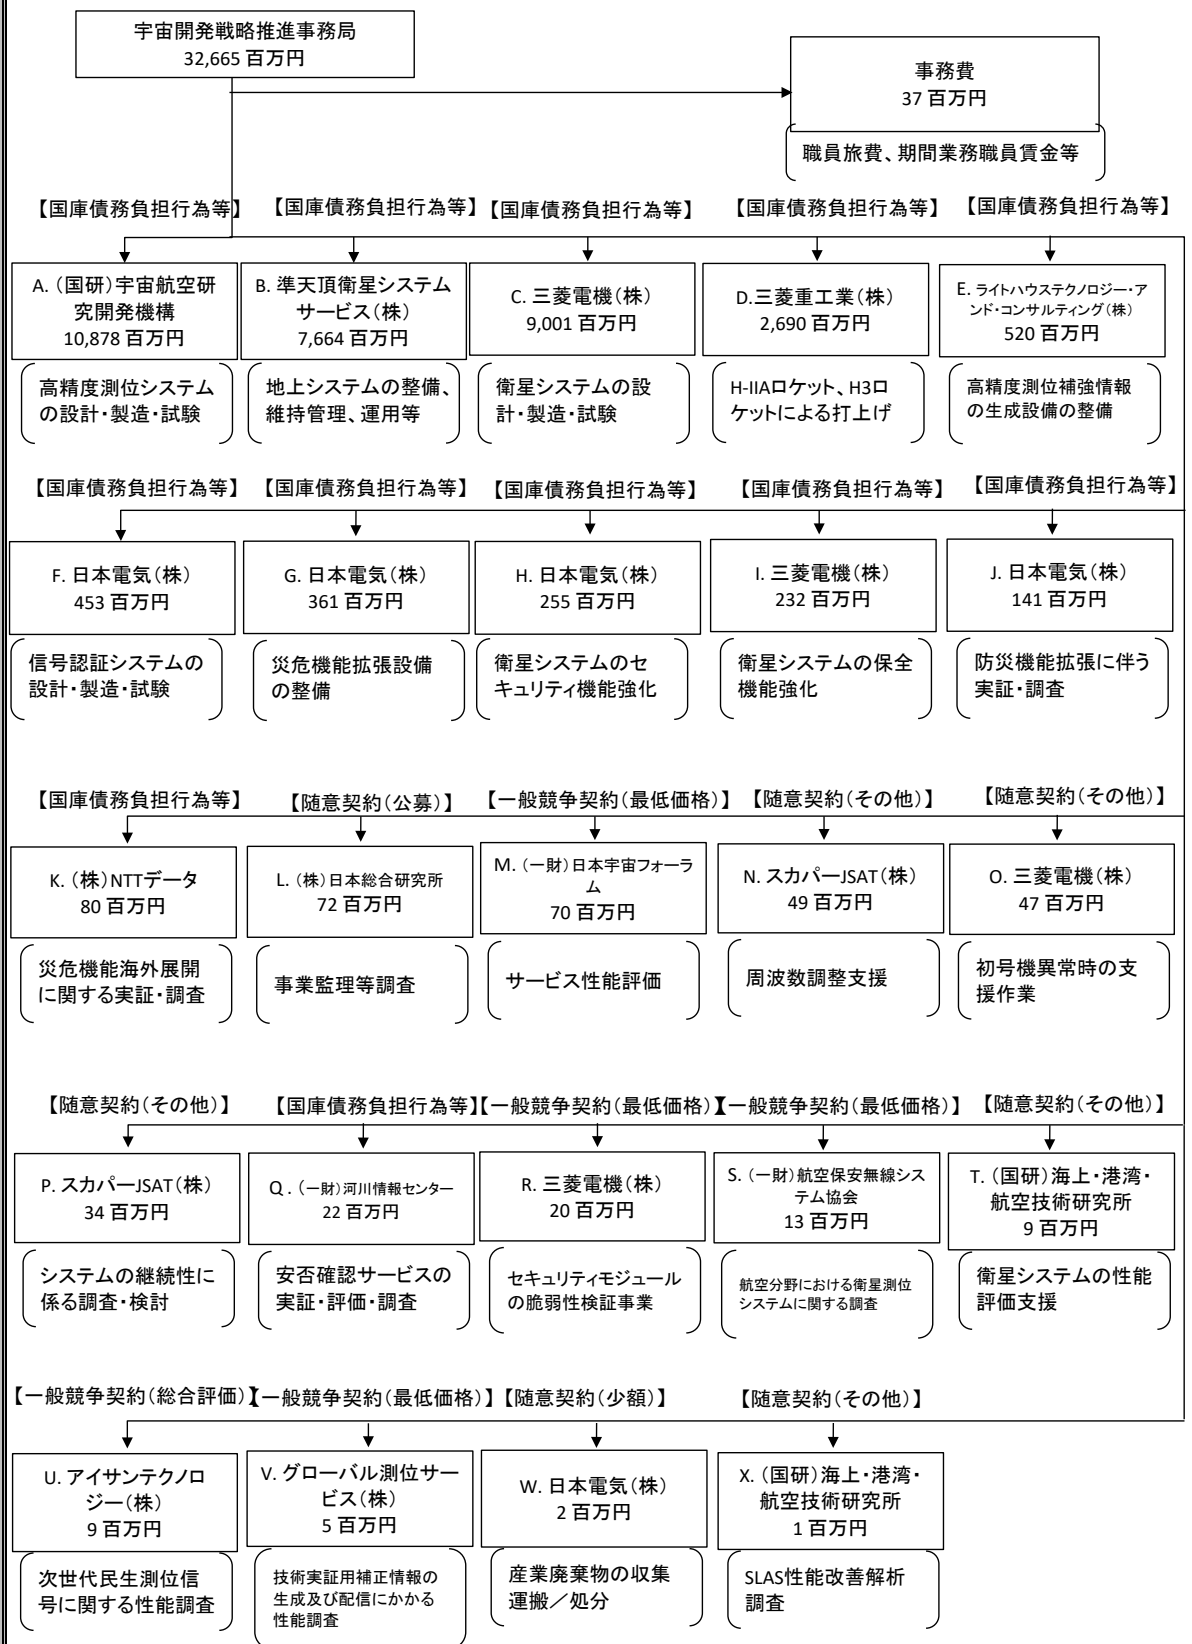 宇宙開発戦略推進事務局
32,665 百万円
事務費
37 百万円
職員旅費、期間業務職員賃金等
【国庫債務負担行為等】
【国庫債務負担行為等】
【国庫債務負担行為等】
【国庫債務負担行為等】
【国庫債務負担行為等】
A. (国研)宇宙航空研
究開発機構
10,878 百万円
B. 準天頂衛星システム
サービス(株)
7,664 百万円
C. 三菱電機(株)
9,001 百万円
D.三菱重工業(株)
2,690 百万円
E. ライトハウステクノロジー・ア
ンド・コンサルティング(株)
520 百万円
高精度測位システム
の設計・製造・試験
地上システムの整備、
維持管理、運用等
衛星システムの設
計・製造・試験
H-IIAロケット、H3ロ
ケットによる打上げ
高精度測位補強情報
の生成設備の整備
【国庫債務負担行為等】
【国庫債務負担行為等】
【国庫債務負担行為等】
【国庫債務負担行為等】
【国庫債務負担行為等】
F. 日本電気(株)
453 百万円
G. 日本電気(株)
361 百万円
H. 日本電気(株)
255 百万円
I. 三菱電機(株)
232 百万円
J. 日本電気(株)
141 百万円
信号認証システムの
設計・製造・試験
災危機能拡張設備
の整備
衛星システムのセ
キュリティ機能強化
衛星システムの保全
機能強化
防災機能拡張に伴う
実証・調査
【国庫債務負担行為等】
【随意契約(公募)】
【一般競争契約(最低価格)】
【随意契約(その他)】
【随意契約(その他)】
K. (株)NTTデータ
80 百万円
L. (株)日本総合研究所
72 百万円
M. (一財)日本宇宙フォーラ
ム
70 百万円
N. スカパーJSAT(株)
49 百万円
O. 三菱電機(株)
47 百万円
災危機能海外展開
に関する実証・調査
事業監理等調査
サービス性能評価
周波数調整支援
初号機異常時の支
援作業
【随意契約(その他)】
【国庫債務負担行為等】
【一般競争契約(最低価格)】
【一般競争契約(最低価格)】
【随意契約(その他)】
P. スカパーJSAT(株)
34 百万円
Q . (一財)河川情報センター
22 百万円
R. 三菱電機(株)
20 百万円
S. (一財)航空保安無線シス
テム協会
13 百万円
T. (国研)海上・港湾・
航空技術研究所
9 百万円
システムの継続性に
係る調査・検討
安否確認サービスの
実証・評価・調査
セキュリティモジュール
の脆弱性検証事業
航空分野における衛星測位
システムに関する調査
衛星システムの性能
評価支援
【一般競争契約(総合評価)】
【一般競争契約(最低価格)】
【随意契約(少額)】
【随意契約(その他)】
U. アイサンテクノロ
ジー(株)
9 百万円
V. グローバル測位サー
ビス(株)
5 百万円
W. 日本電気(株)
2 百万円
X. (国研)海上・港湾・
航空技術研究所
1 百万円
次世代民生測位信
号に関する性能調査
技術実証用補正情報の
生成及び配信にかかる
性能調査
産業廃棄物の収集
運搬／処分
SLAS性能改善解析
調査